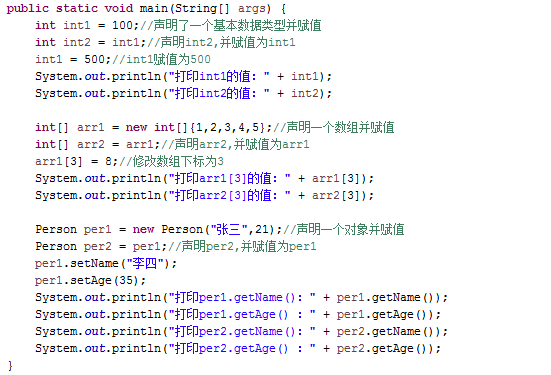 public static void main(String[] args) {
    int int1 = 100;//声明了一个基本数据类型并赋值
    int int2 = int1;//声明int2,并赋值为int1
    int1 = 500;//int1赋值为500
    System.out.println("打印int1的值: " + int1);
    System.out.println("打印int2的值: " + int2);

    int[] arr1 = new int[]{1,2,3,4,5};//声明一个数组并赋值
    int[] arr2 = arr1;//声明arr2,并赋值为arr1
    arr1[3] = 8;//修改数组下标为3
    System.out.println("打印arr1[3]的值: " + arr1[3]);
    System.out.println("打印arr2[3]的值: " + arr2[3]);

    Person per1 = new Person("张三",21);//声明一个对象并赋值
    Person per2 = per1;//声明per2,并赋值为per1
    per1.setName("李四");
    per1.setAge(35);
    System.out.println("打印per1.getName(): " + per1.getName());
    System.out.println("打印per1.getAge() : " + per1.getAge());
    System.out.println("打印per2.getName(): " + per2.getName());
    System.out.println("打印per2.getAge() : " + per2.getAge());
}